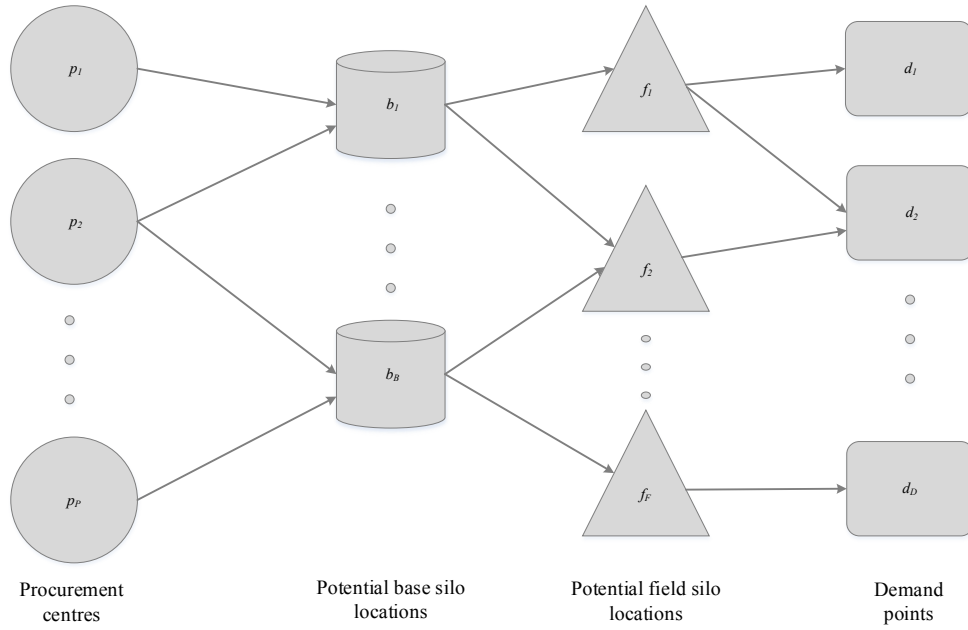 p1
b1
f1
d1
p2
f2
d2
bB
pP
fF
dD
Procurement
centres
Potential base silo
locations
Potential field silo
locations
Demand
points